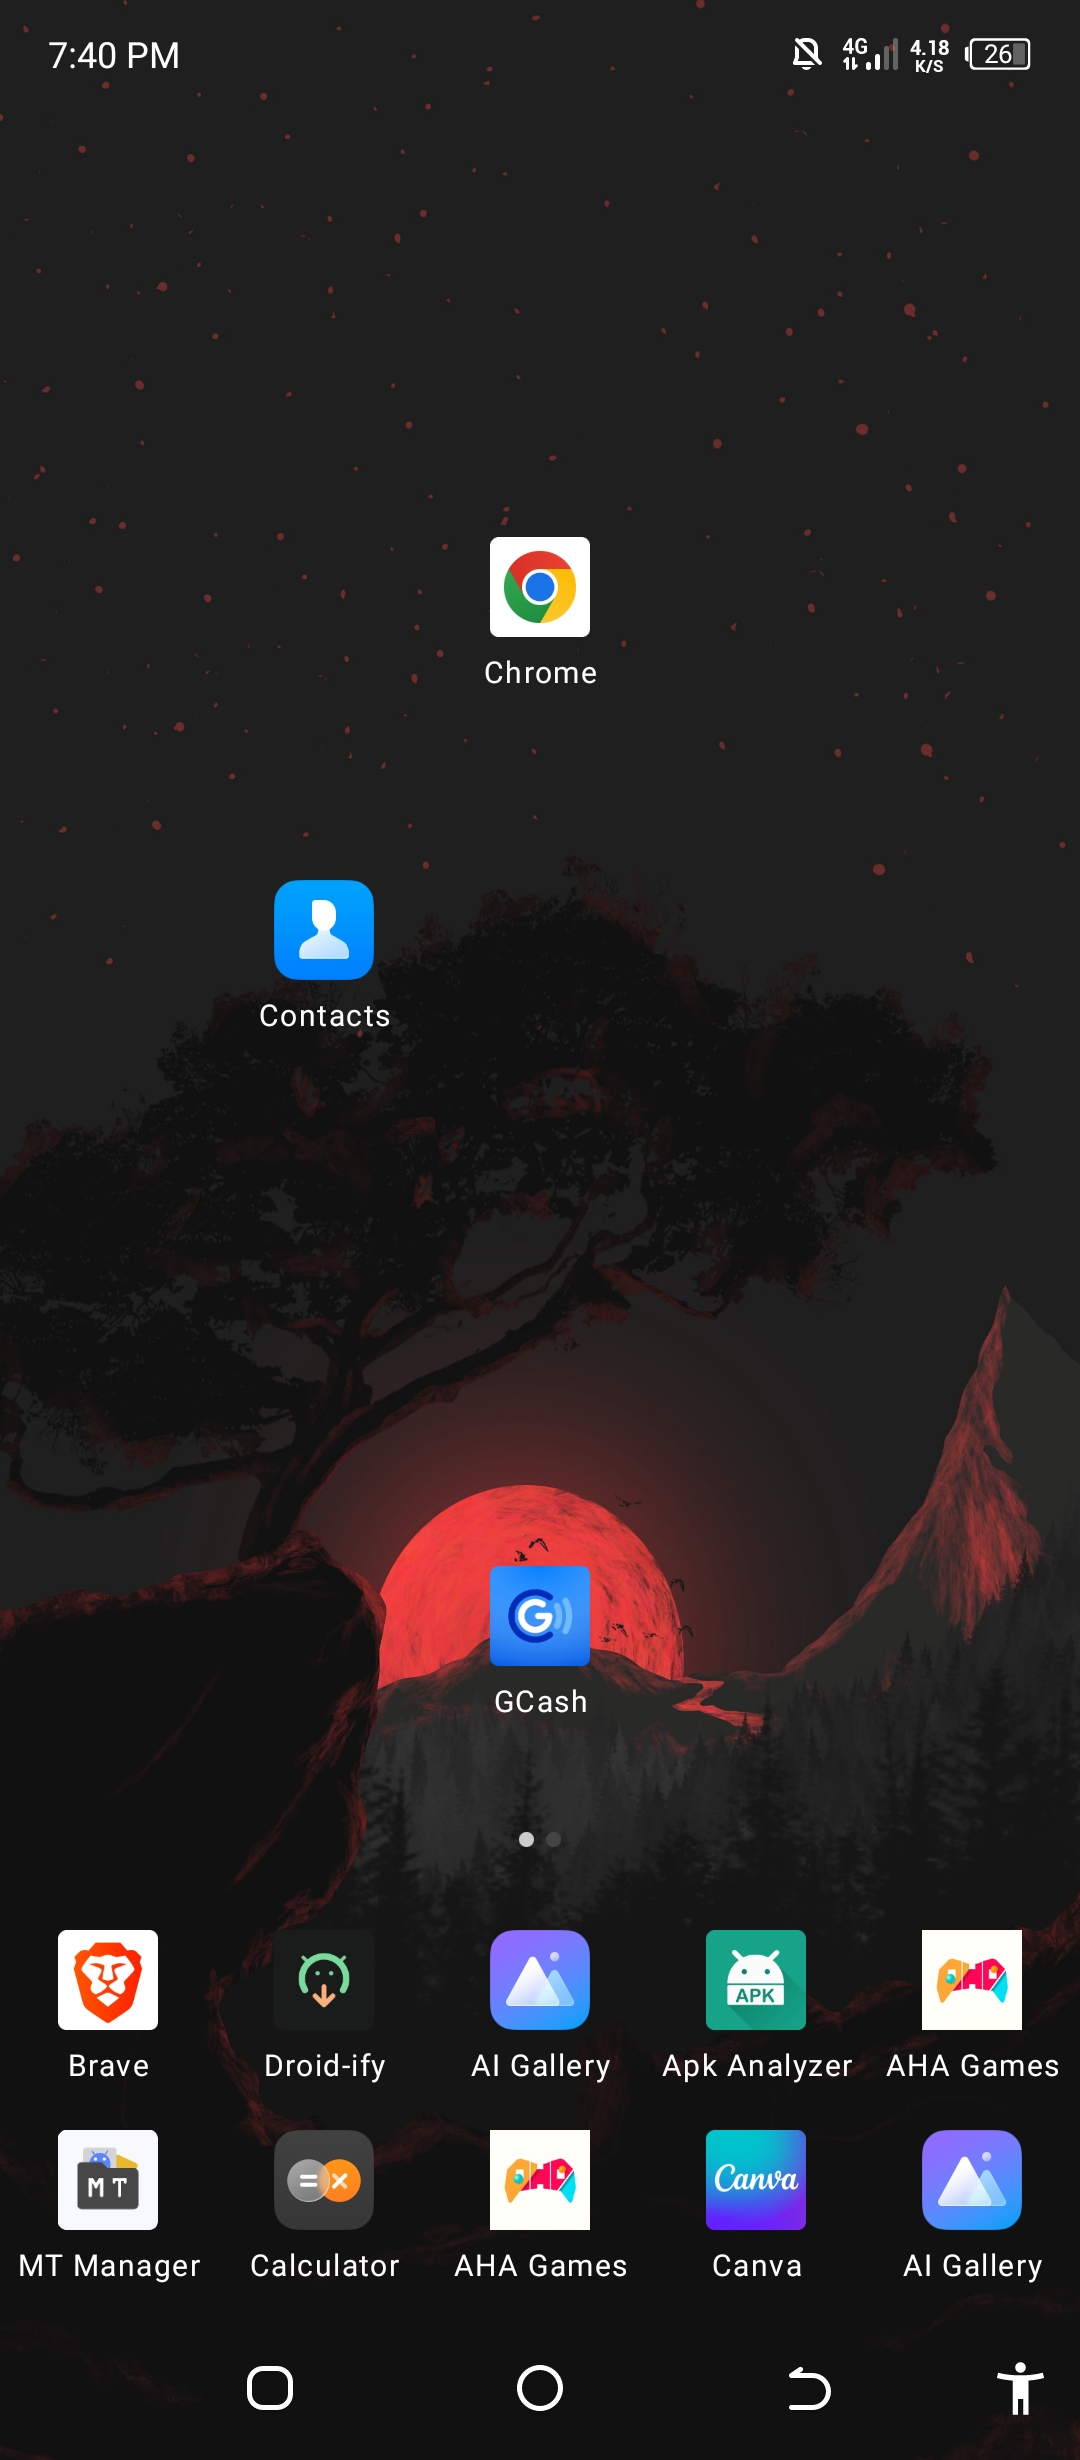 7:40 PM
4G
4.18
K/S
26
Chrome
Contacts
G
GCash
APK
Brave
Droid-ify
AI Gallery
Apk Analyzer
AHA Games
MT
Canva
MT Manager
Calculator
AHA Games
Canva
AI Gallery